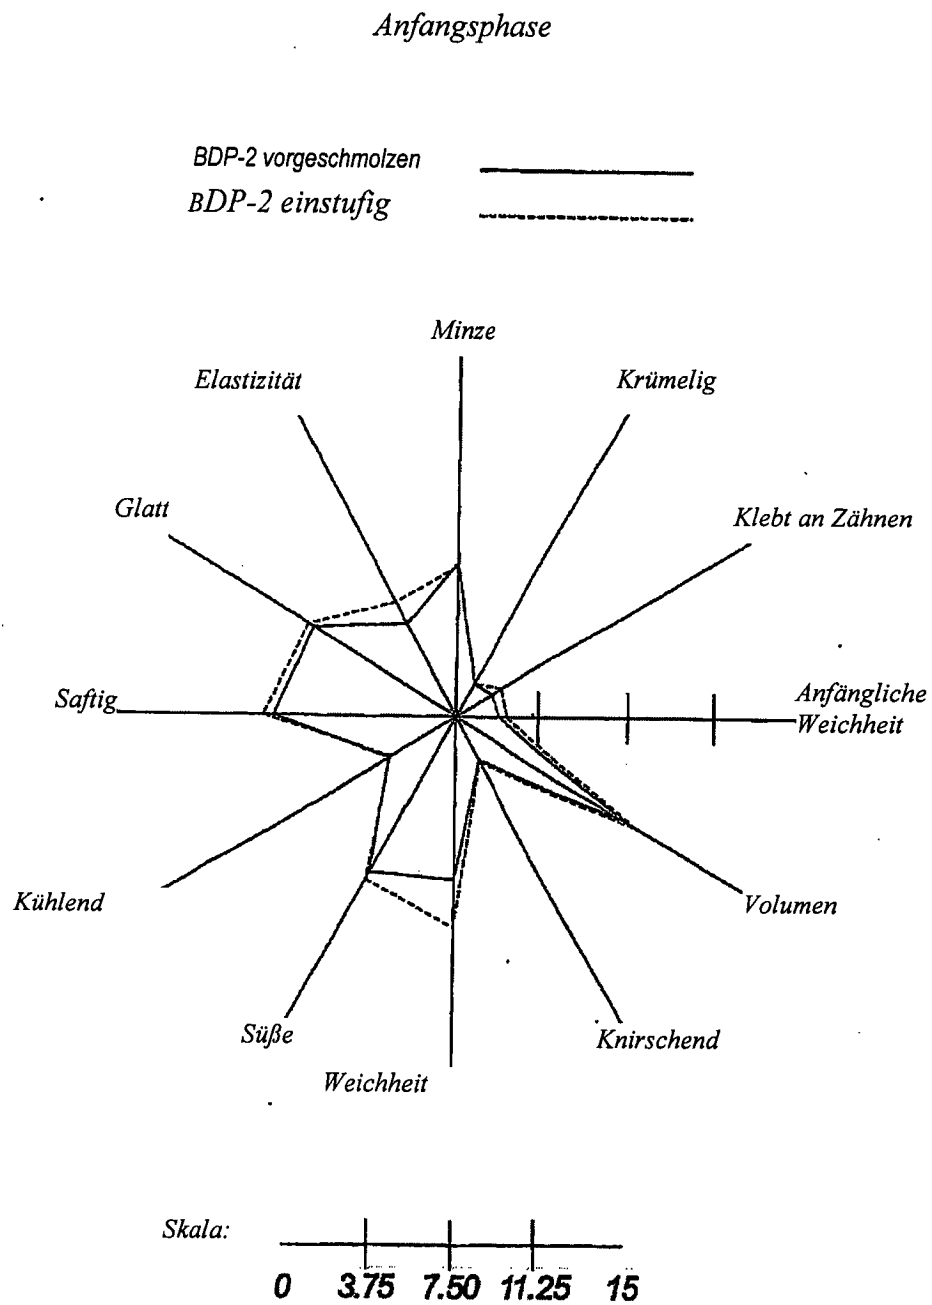 Anfangsphase
BDP-2 vorgeschmolzen
BDP-2 einstufig
Minze
Elastizität
Krümelig
Glatt
Klebt an Zähnen
Saftig
Anfängliche
Weichheit
Kühlend
Volumen
Süße
Knirschend
Weichheit
Skala:
0 3.75 7.50 11.25 15